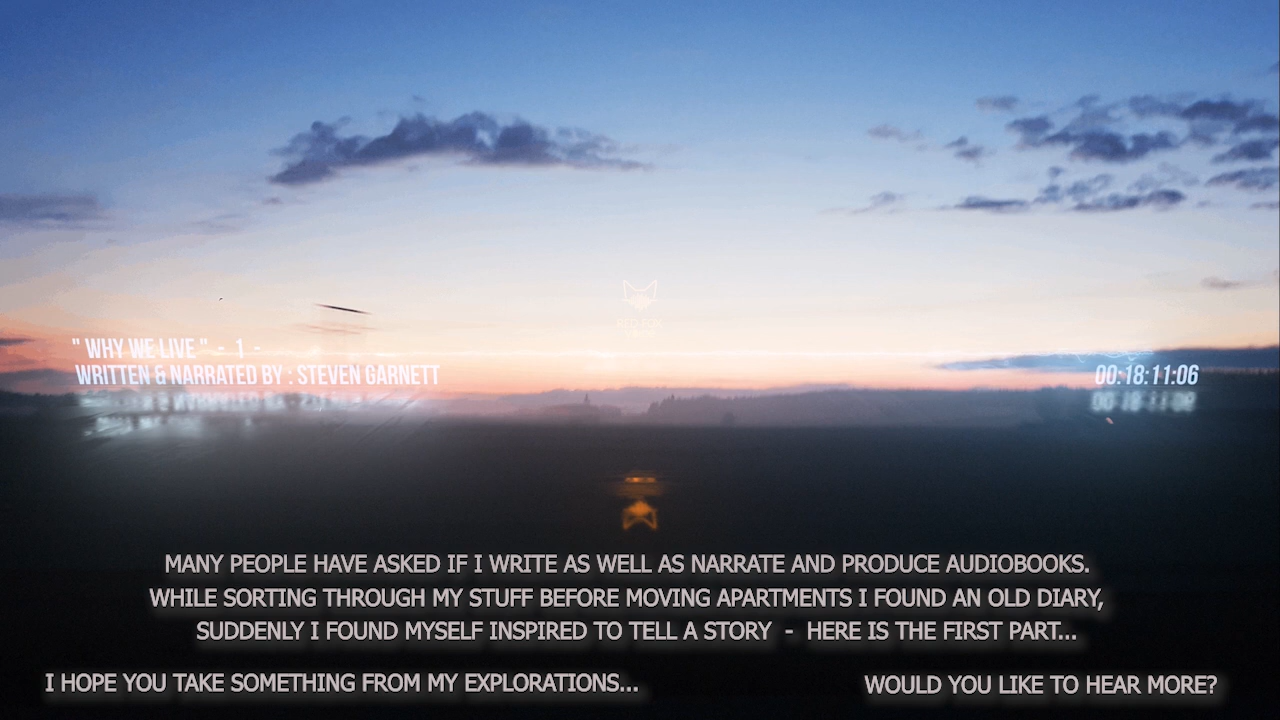 " WHY WE LIVE " - 1 -
WRITTEN & NARRATED BY : STEVEN GARNETT
00:18:11:06
MANY PEOPLE HAVE ASKED IF I WRITE AS WELL AS NARRATE AND PRODUCE AUDIOBOOKS.
WHILE SORTING THROUGH MY STUFF BEFORE MOVING APARTMENTS I FOUND AN OLD DIARY,
SUDDENLY I FOUND MYSELF INSPIRED TO TELL A STORY - HERE IS THE FIRST PART...
I HOPE YOU TAKE SOMETHING FROM MY EXPLORATIONS...
WOULD YOU LIKE TO HEAR MORE?